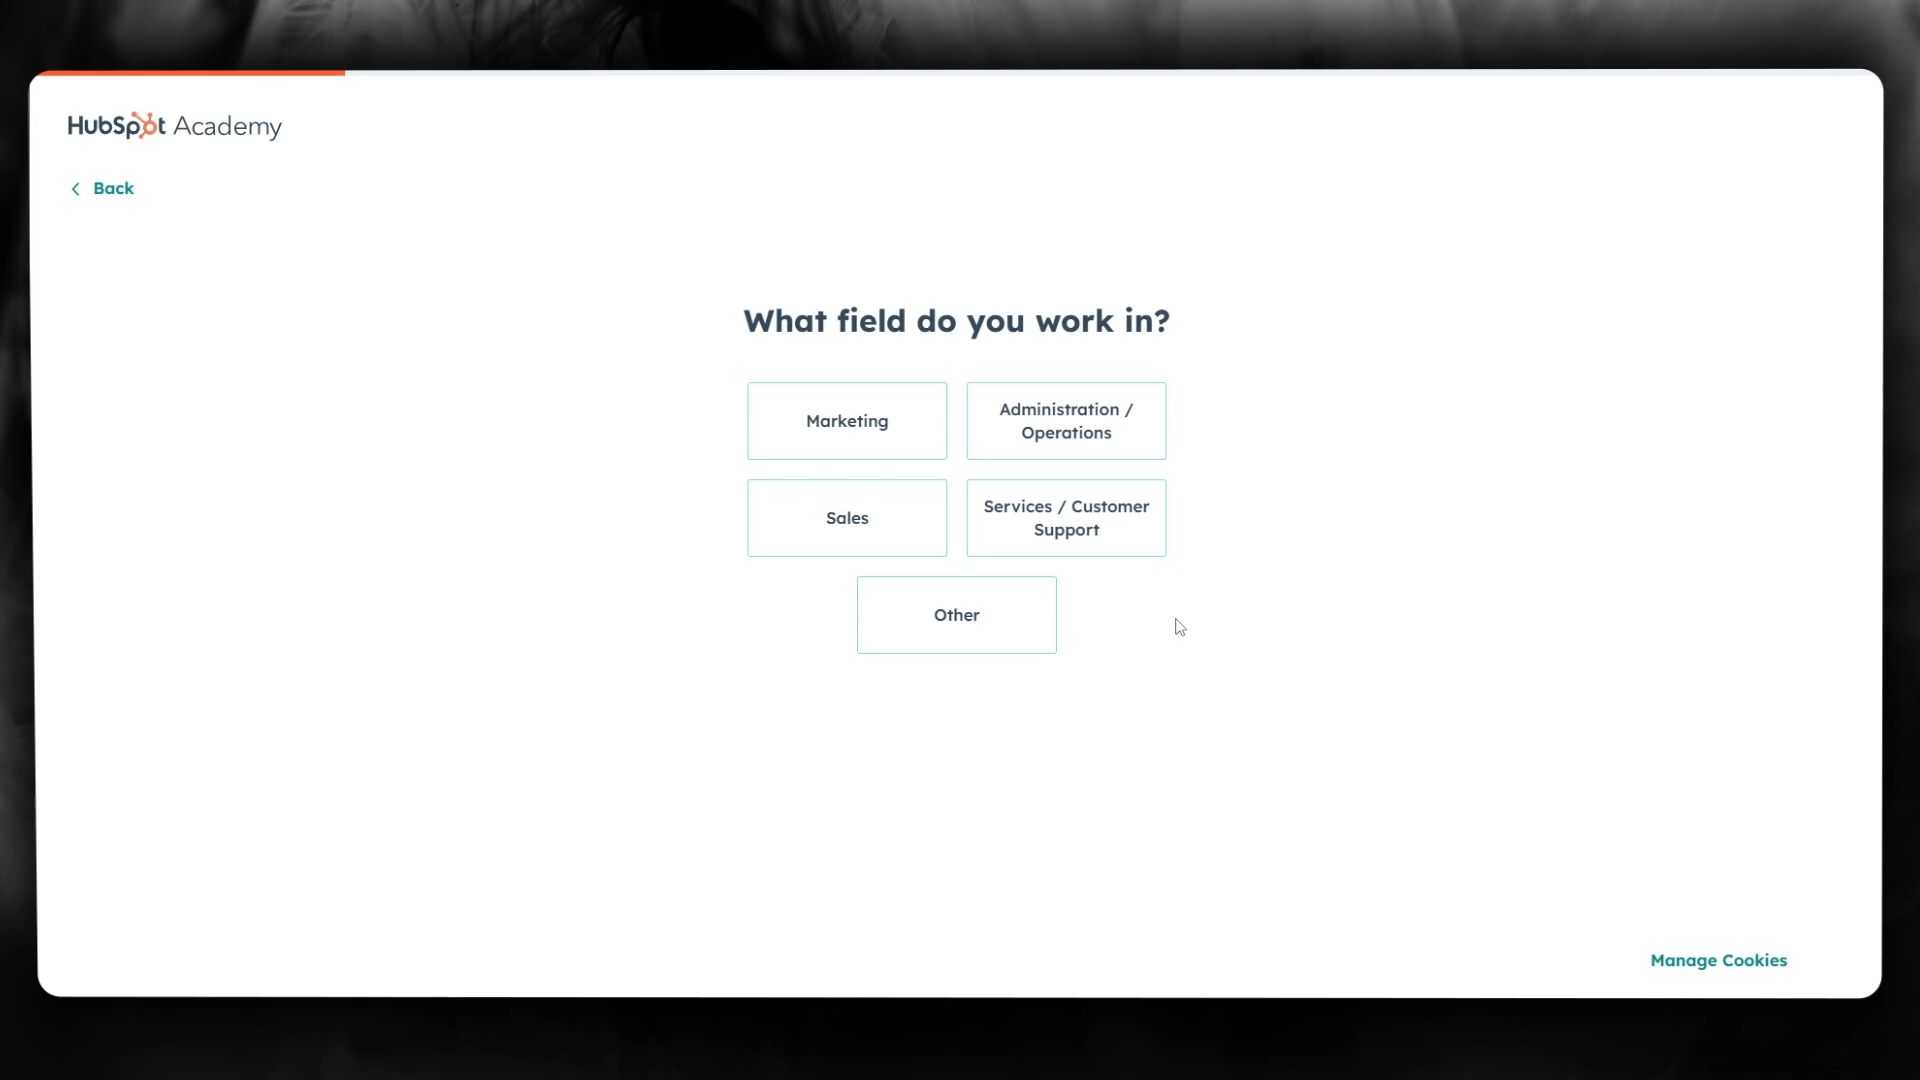 HubSpot Academy
Back
What field do you work in?
Marketing
Administration /
Operations
Sales
Services / Customer
Support
Other
Manage Cookies